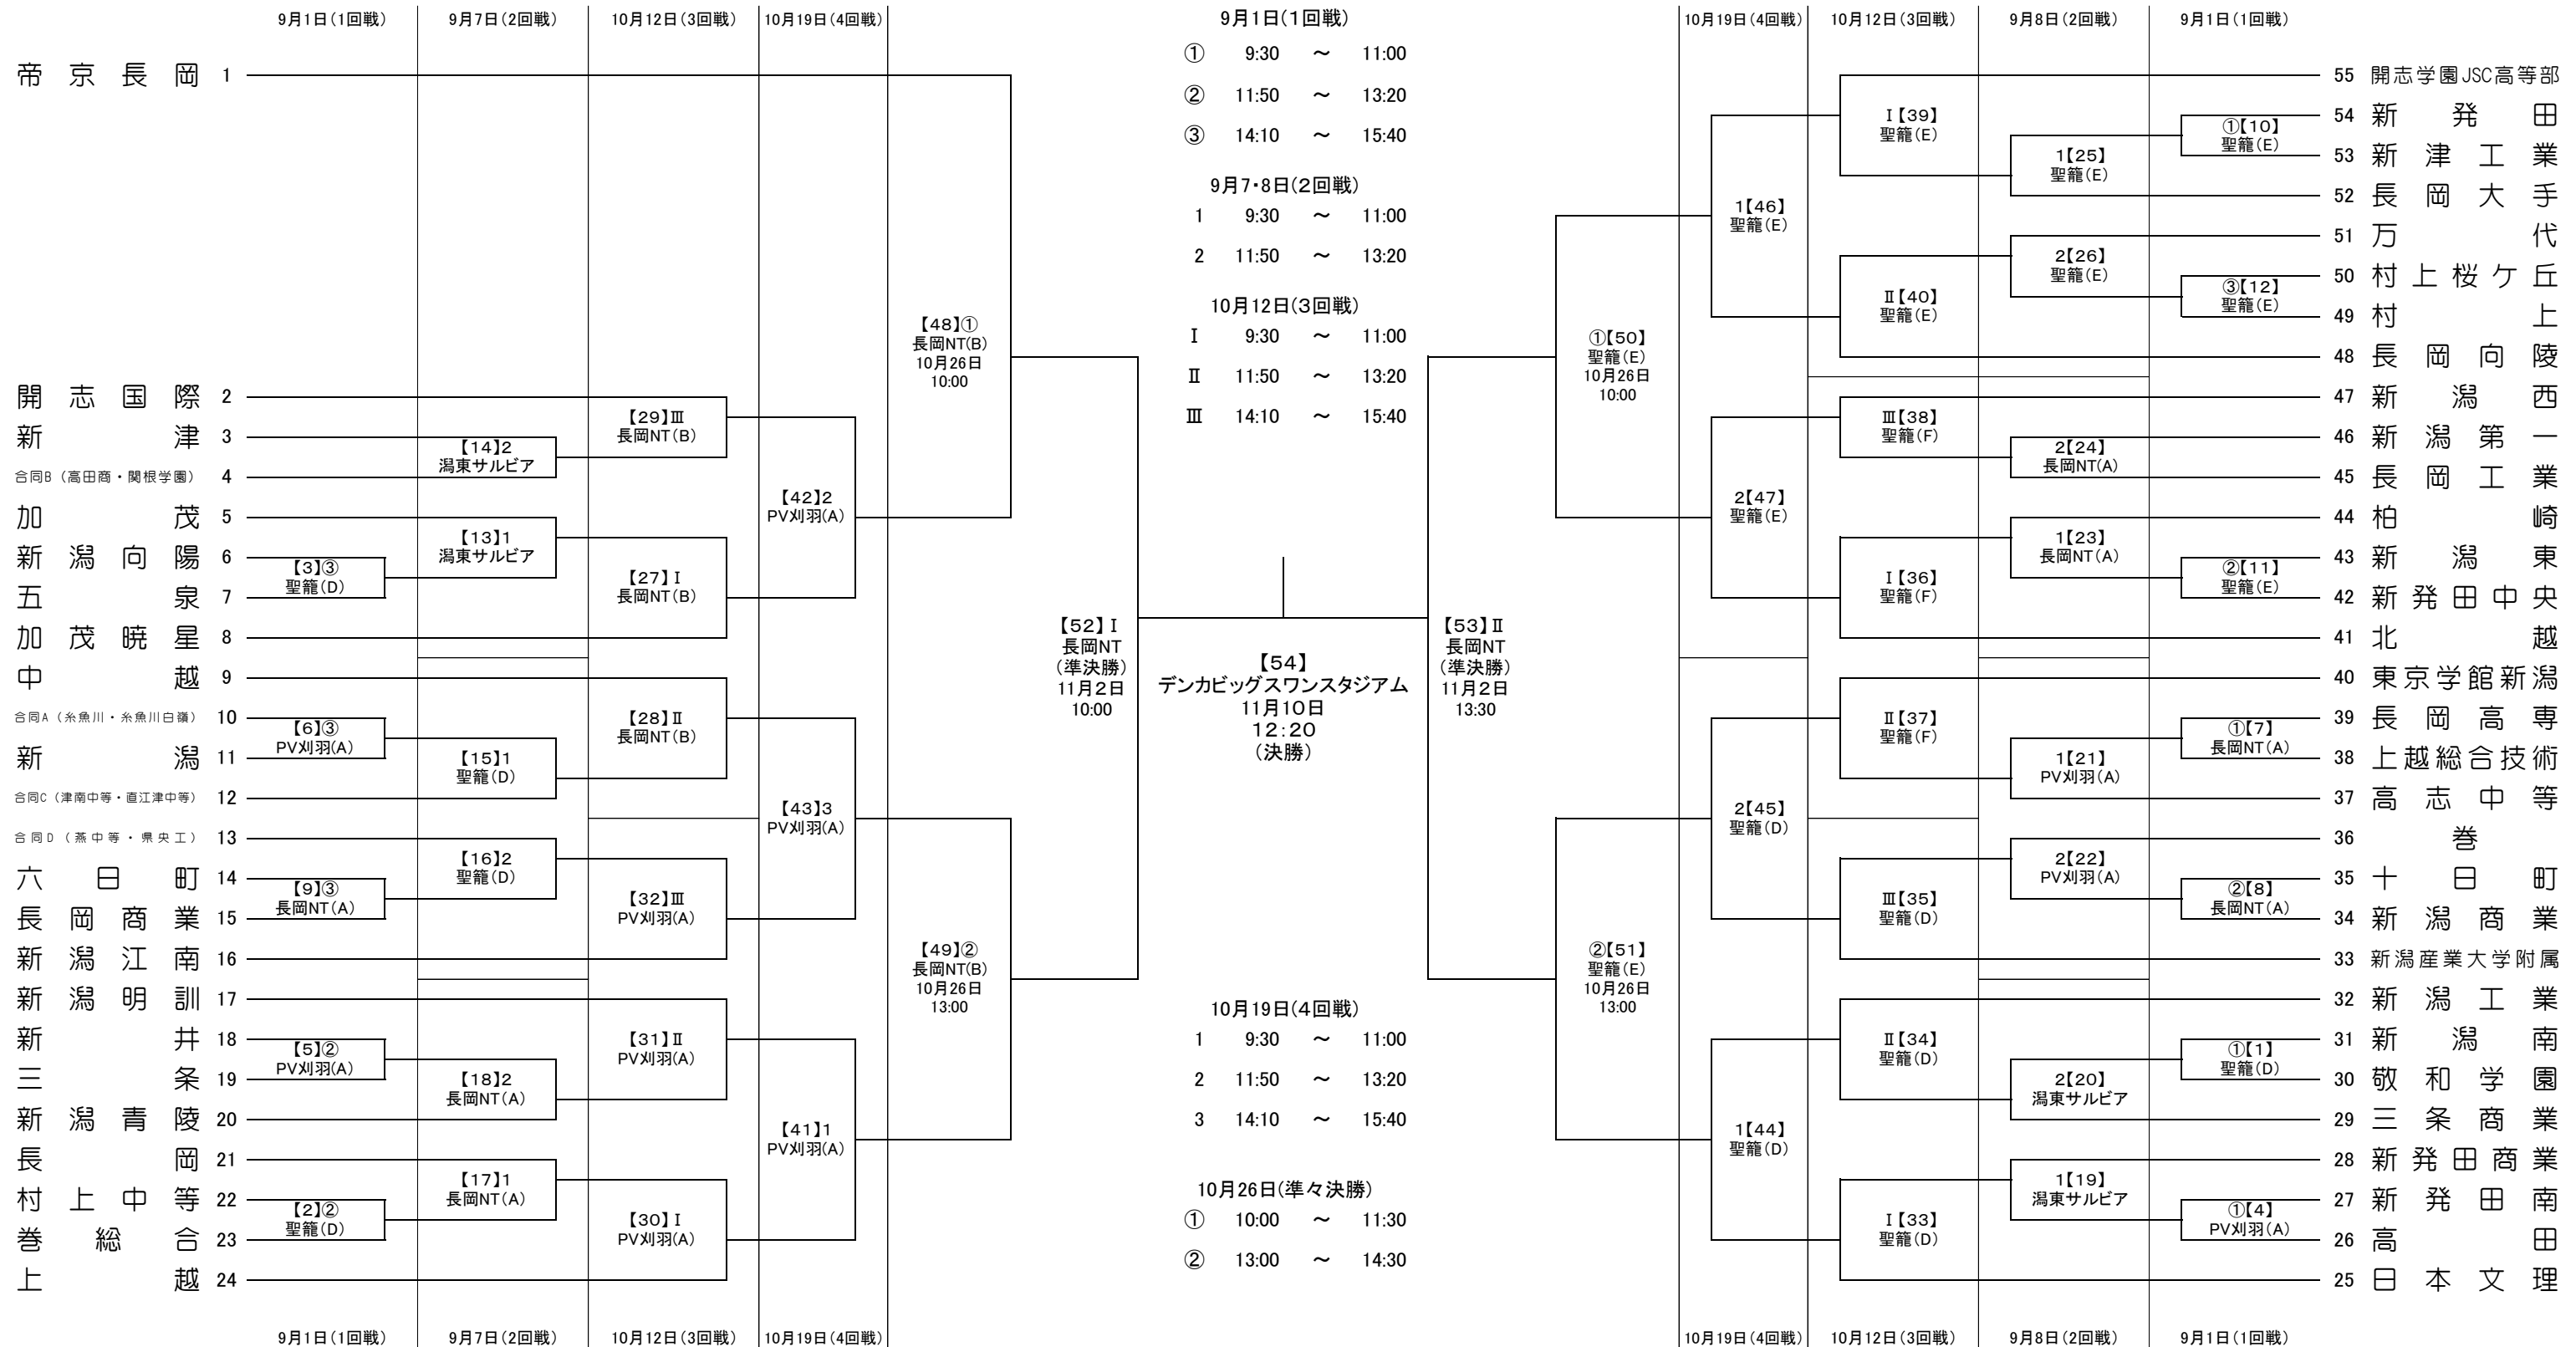 9月1日(1回戦)
9月7日(2回戦)
10月12日(3回戦)
10月19日(4回戦)
帝京長岡 1
開志国際 2
新津 3
合同B(高田商・関根学園) 4
加茂 5
新潟向陽 6
五泉 7
加茂暁星 8
中越 9
合同A(糸魚川・糸魚川白嶺) 10
新潟 11
合同C(津南中等・直江津中等) 12
合同D(燕中等・県央工) 13
六日町 14
長岡商業 15
新潟江南 16
新潟明訓 17
新井 18
三条 19
新潟青陵 20
長岡 21
村上中等 22
巻総合 23
上越 24
【3】③
聖籠(D)
【6】③
PV刈羽(A)
【9】③
長岡NT(A)
【5】②
PV刈羽(A)
【2】②
聖籠(D)
【14】2
潟東サルビア
【13】1
潟東サルビア
【15】1
聖籠(D)
【16】2
聖籠(D)
【18】2
長岡NT(A)
【17】1
長岡NT(A)
【29】Ⅲ
長岡NT(B)
【27】Ⅰ
長岡NT(B)
【28】Ⅱ
長岡NT(B)
【32】Ⅲ
PV刈羽(A)
【31】Ⅱ
PV刈羽(A)
【30】Ⅰ
PV刈羽(A)
【42】2
PV刈羽(A)
【43】3
PV刈羽(A)
【41】1
PV刈羽(A)
【48】①
長岡NT(B)
10月26日
10:00
【49】②
長岡NT(B)
10月26日
13:00
【52】Ⅰ
長岡NT
(準決勝)
11月2日
10:00
9月1日(1回戦)
9月7日(2回戦)
10月12日(3回戦)
10月19日(4回戦)
9月1日(1回戦)
① 9:30 ～ 11:00
② 11:50 ～ 13:20
③ 14:10 ～ 15:40
9月7・8日(2回戦)
1 9:30 ～ 11:00
2 11:50 ～ 13:20
10月12日(3回戦)
Ⅰ 9:30 ～ 11:00
Ⅱ 11:50 ～ 13:20
Ⅲ 14:10 ～ 15:40
【54】
デンカビッグスワンスタジアム
11月10日
12:20
(決勝)
10月19日(4回戦)
1 9:30 ～ 11:00
2 11:50 ～ 13:20
3 14:10 ～ 15:40
10月26日(準々決勝)
① 10:00 ～ 11:30
② 13:00 ～ 14:30
10月19日(4回戦)
10月12日(3回戦)
9月8日(2回戦)
9月1日(1回戦)
【53】Ⅱ
長岡NT
(準決勝)
11月2日
13:30
①【50】
聖籠(E)
10月26日
10:00
②【51】
聖籠(E)
10月26日
13:00
1【46】
聖籠(E)
2【47】
聖籠(E)
2【45】
聖籠(D)
1【44】
聖籠(D)
Ⅰ【39】
聖籠(E)
Ⅱ【40】
聖籠(E)
Ⅲ【38】
聖籠(F)
Ⅰ【36】
聖籠(F)
Ⅱ【37】
聖籠(F)
Ⅲ【35】
聖籠(D)
Ⅱ【34】
聖籠(D)
Ⅰ【33】
聖籠(D)
1【25】
聖籠(E)
2【26】
聖籠(E)
2【24】
長岡NT(A)
1【23】
長岡NT(A)
1【21】
PV刈羽(A)
2【22】
PV刈羽(A)
2【20】
潟東サルビア
1【19】
潟東サルビア
①【10】
聖籠(E)
③【12】
聖籠(E)
②【11】
聖籠(E)
①【7】
長岡NT(A)
②【8】
長岡NT(A)
①【1】
聖籠(D)
①【4】
PV刈羽(A)
55 開志学園JSC高等部
54 新発田
53 新津工業
52 長岡大手
51 万代
50 村上桜ケ丘
49 村上
48 長岡向陵
47 新潟西
46 新潟第一
45 長岡工業
44 柏崎
43 新潟東
42 新発田中央
41 北越
40 東京学館新潟
39 長岡高専
38 上越総合技術
37 高志中等
36 巻
35 十日町
34 新潟商業
33 新潟産業大学附属
32 新潟工業
31 新潟南
30 敬和学園
29 三条商業
28 新発田商業
27 新発田南
26 高田
25 日本文理
10月19日(4回戦)
10月12日(3回戦)
9月8日(2回戦)
9月1日(1回戦)